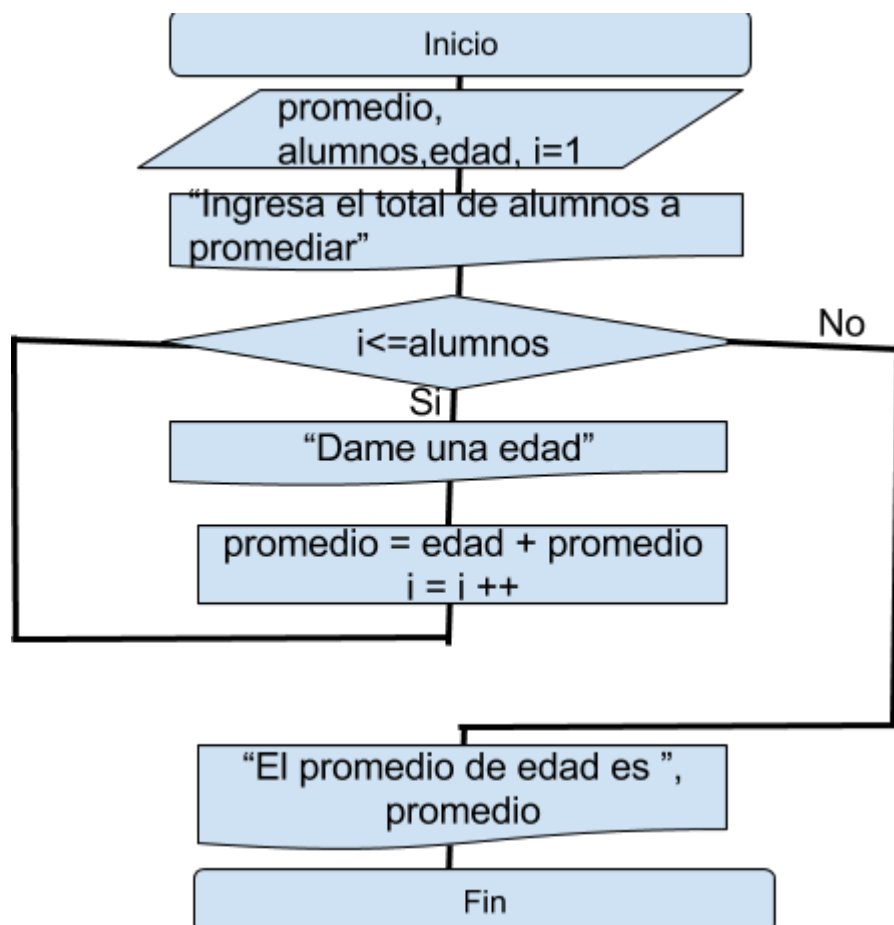 Inicio
promedio,
alumnos,edad, i=1
“Ingresa el total de alumnos a
promediar”
i<=alumnos
No
Si
“Dame una edad”
promedio = edad + promedio
i = i ++
“El promedio de edad es ”,
promedio
Fin